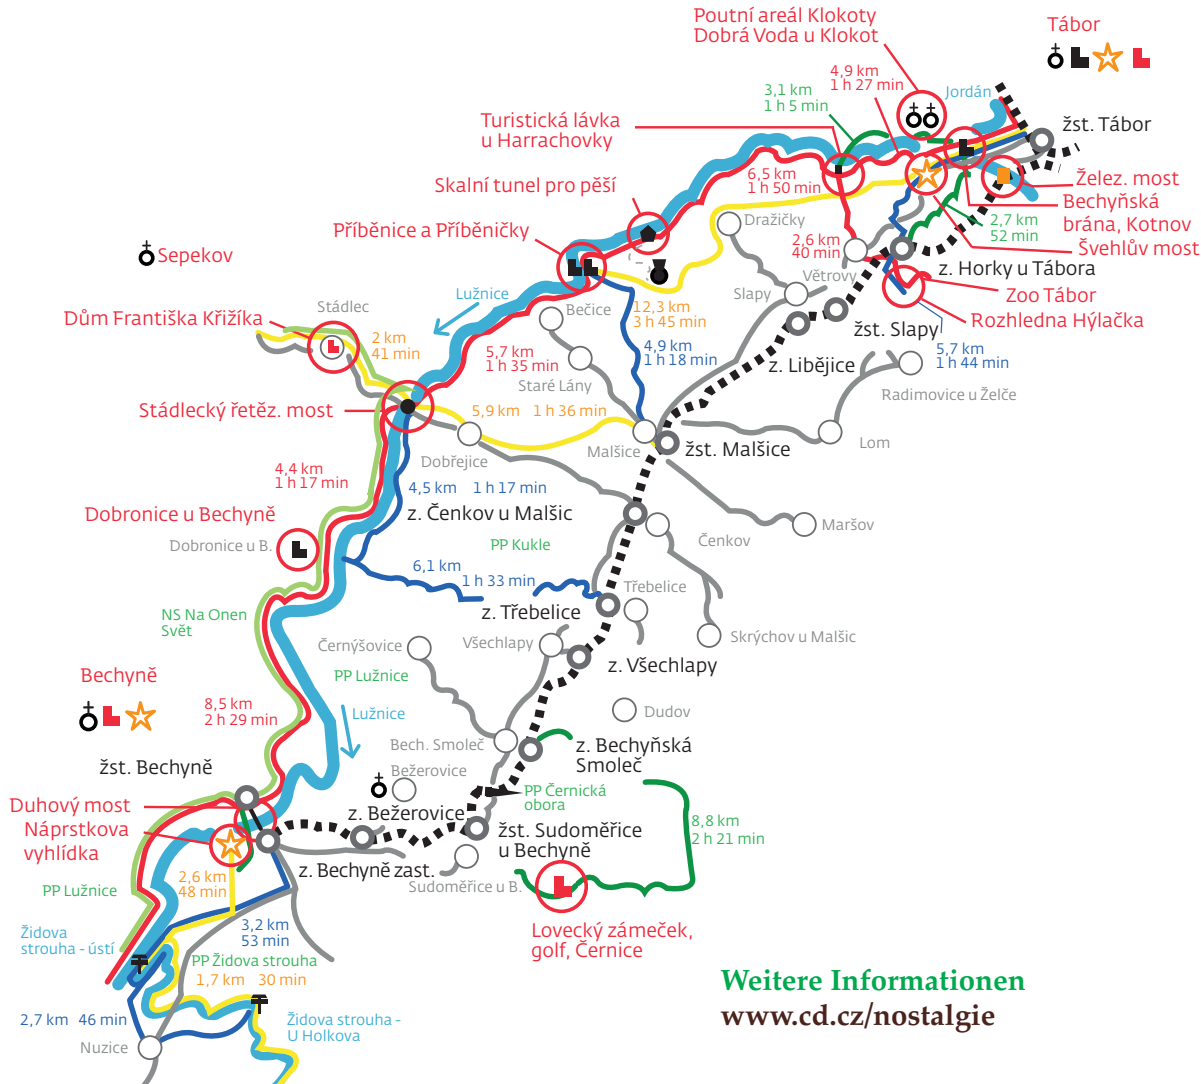 Poutní areál Klokoty
Dobrá Voda u Klokot
Tábor
4,9 km
1 h 27 min
3,1 km
1 h 5 min
Jordán
Turistická lávka
u Harrachovky
žst. Tábor
Skalní tunel pro pěší
6,5 km
1 h 50 min
Želez. most
Bechyňská
brána, Kotnov
2,7 km
52 min
Příběnice a Příběničky
Dražičky
2,6 km
40 min
Švehlův most
Sepekov
z. Horky u Tábora
Větrovy
Zoo Tábor
Lužnice
Slapy
Stádlec
Bečice
12,3 km
3 h 45 min
Dům Františka Křižíka
Rozhledna Hýlačka
žst. Slapy
2 km
41 min
4,9 km
1 h 18 min
5,7 km
1 h 35 min
5,7 km
1 h 44 min
z. Libějice
Staré Lány
Radimovice u Želče
Stádlecký řetěz. most
5,9 km 1 h 36 min
Lom
Malšice
žst. Malšice
Dobřejice
4,4 km
1 h 17 min
4,5 km 1 h 17 min
z. Čenkov u Malšic
Dobronice u Bechyně
Maršov
Dobronice u B.
PP Kukle
Čenkov
6,1 km
1 h 33 min
Třebelice
NS Na Onen
Svět
z. Třebelice
Skrýchov u Malšic
Černýšovice
Všechlapy
z. Všechlapy
Bechyně
PP Lužnice
8,5 km
2 h 29 min
Lužnice
Dudov
Bech. Smoleč
z. Bechyňská
Smoleč
žst. Bechyně
Bežerovice
PP Černická
obora
Duhový most
z. Bežerovice
Náprstkova
vyhlídka
žst. Sudoměřice
u Bechyně
8,8 km
2 h 21 min
z. Bechyně zast.
2,6 km
48 min
Sudoměřice u B.
PP Lužnice
3,2 km
53 min
Židova
strouha - ústí
Lovecký zámeček,
golf, Černice
PP Židova strouha
1,7 km 30 min
Weitere Informationen
www.cd.cz/nostalgie
2,7 km 46 min
Židova strouha -
U Holkova
Nuzice